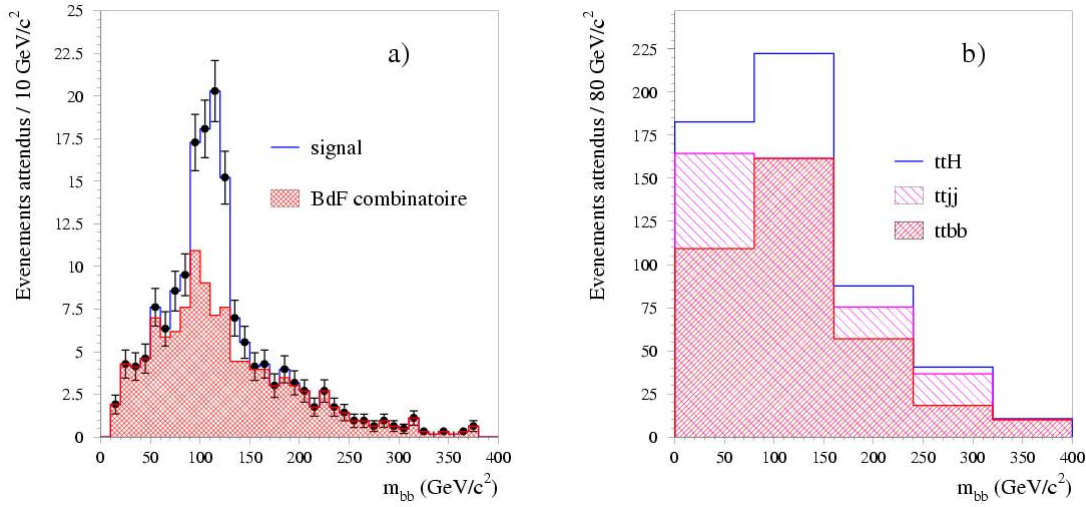 Evenements attendus / 10 GeV/c²
25
22.5
20
17.5
15
12.5
10
7.5
5
2.5
0
a)
signal
BdF combinatoire
0 50 100 150 200 250 300 350 400
m_bb (GeV/c²)
Evenements attendus / 80 GeV/c²
225
200
175
150
125
100
75
50
25
0
b)
ttH
ttjj
ttbb
0 50 100 150 200 250 300 350 400
m_bb (GeV/c²)